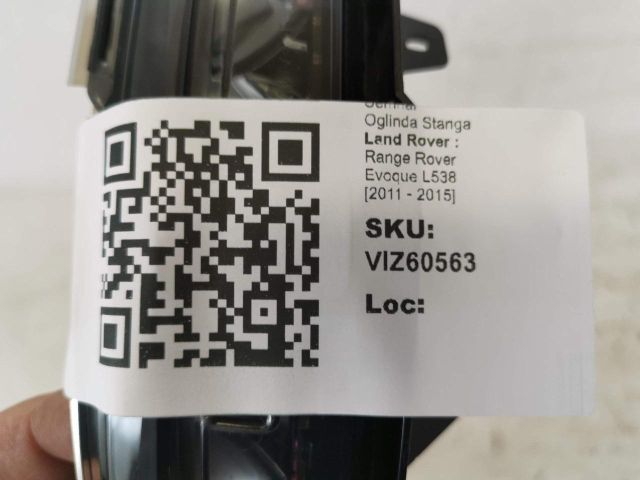 Oglinda Stanga
Land Rover :
Range Rover
Evoque L538
[2011 - 2015]
SKU:
VIZ60563
Loc: